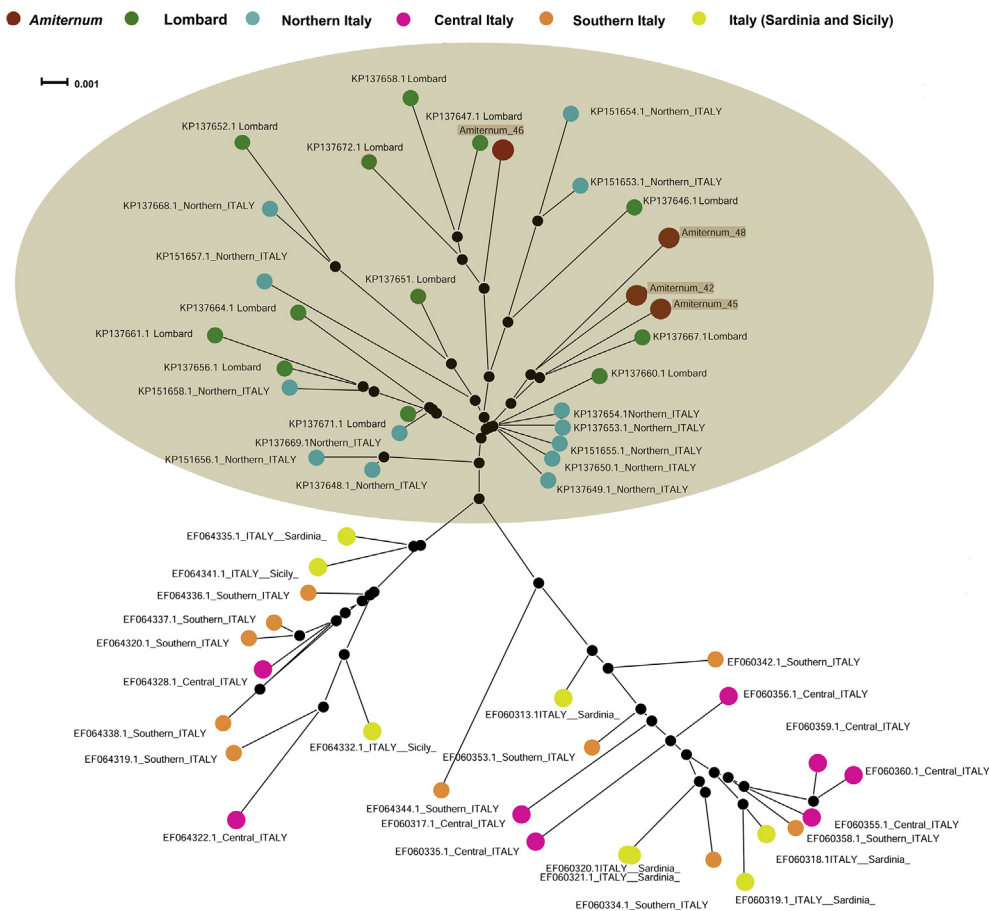 Amiternum Lombard Northern Italy Central Italy Southern Italy Italy (Sardinia and Sicily)
0.001
KP137658.1 Lombard
KP151654.1_Northern_ITALY
KP137647.1 Lombard
KP137652.1 Lombard
Amiternum_46
KP137672.1 Lombard
KP151653.1_Northern_ITALY
KP137646.1 Lombard
KP137668.1_Northern_ITALY
Amiternum_48
KP151657.1_Northern_ITALY
KP137651. Lombard
Amiternum_42
Amiternum_45
KP137664.1 Lombard
KP137661.1 Lombard
KP137667.1Lombard
KP137656.1 Lombard
KP137660.1 Lombard
KP151658.1_Northern_ITALY
KP137654.1Northern_ITALY
KP137671.1 Lombard
KP137653.1_Northern_ITALY
KP137669.1Northern_ITALY
KP151655.1_Northern_ITALY
KP151656.1_Northern_ITALY
KP137650.1_Northern_ITALY
KP137648.1_Northern_ITALY
KP137649.1_Northern_ITALY
EF064335.1_ITALY__Sardinia_
EF064341.1_ITALY__Sicily_
EF064336.1_Southern_ITALY
EF064337.1_Southern_ITALY
EF064320.1_Southern_ITALY
EF060342.1_Southern_ITALY
EF064328.1_Central_ITALY
EF060356.1_Central_ITALY
EF060313.1ITALY__Sardinia_
EF060359.1_Central_ITALY
EF064338.1_Southern_ITALY
EF064332.1_ITALY__Sicily_
EF064319.1_Southern_ITALY
EF060353.1_Southern_ITALY
EF060360.1_Central_ITALY
EF064344.1_Southern_ITALY
EF060317.1_Central_ITALY
EF060355.1_Central_ITALY
EF064322.1_Central_ITALY
EF060358.1_Southern_ITALY
EF060335.1_Central_ITALY
EF060318.1ITALY__Sardinia_
EF060320.1ITALY__Sardinia_
EF060321.1_ITALY__Sardinia_
EF060319.1_ITALY__Sardinia_
EF060334.1_Southern_ITALY